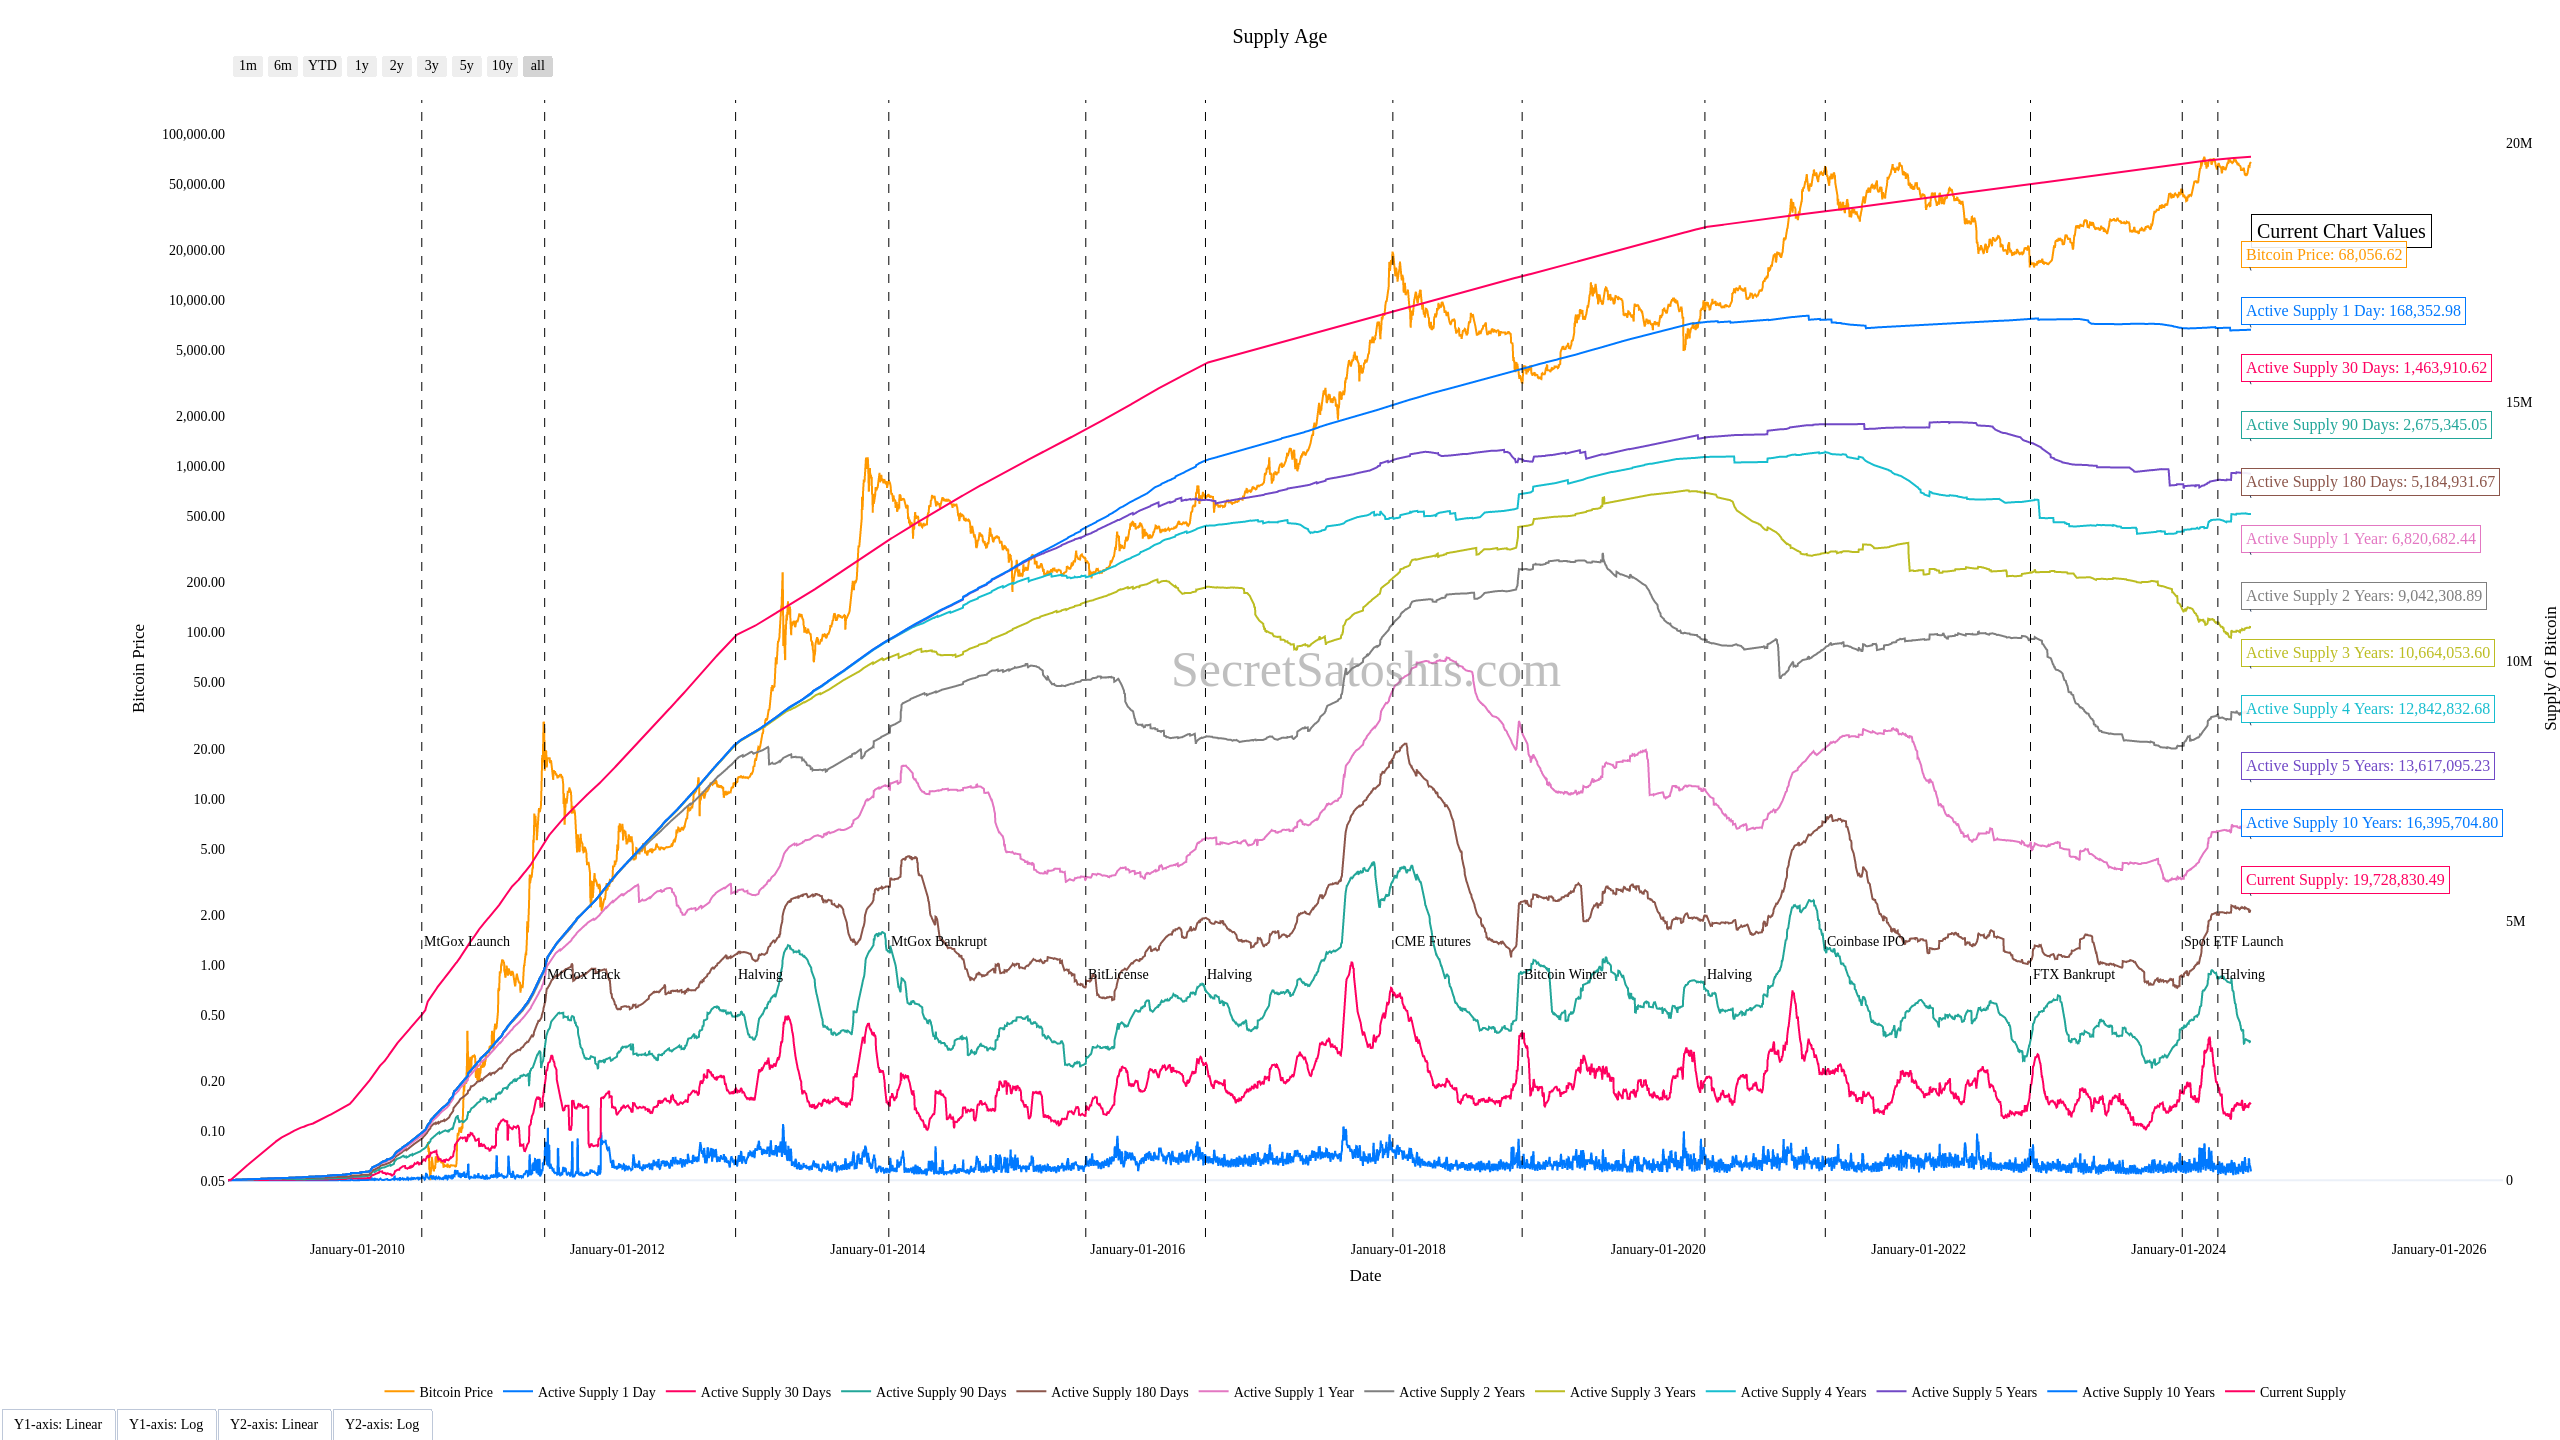 Supply Age
1m 6m YTD 1y 2y 3y 5y 10y all
100,000.00
50,000.00
20,000.00
10,000.00
5,000.00
2,000.00
1,000.00
500.00
200.00
100.00
50.00
20.00
10.00
5.00
2.00
1.00
0.50
0.20
0.10
0.05
Bitcoin Price
20M
15M
10M
5M
0
Supply Of Bitcoin
Current Chart Values
Bitcoin Price: 68,056.62
Active Supply 1 Day: 168,352.98
Active Supply 30 Days: 1,463,910.62
Active Supply 90 Days: 2,675,345.05
Active Supply 180 Days: 5,184,931.67
Active Supply 1 Year: 6,820,682.44
Active Supply 2 Years: 9,042,308.89
Active Supply 3 Years: 10,664,053.60
Active Supply 4 Years: 12,842,832.68
Active Supply 5 Years: 13,617,095.23
Active Supply 10 Years: 16,395,704.80
Current Supply: 19,728,830.49
SecretSatoshis.com
MtGox Launch
MtGox Hack
Halving
MtGox Bankrupt
BitLicense
Halving
CME Futures
Bitcoin Winter
Halving
Coinbase IPO
FTX Bankrupt
Spot ETF Launch
Halving
January-01-2010
January-01-2012
January-01-2014
January-01-2016
January-01-2018
January-01-2020
January-01-2022
January-01-2024
January-01-2026
Date
Bitcoin Price
Active Supply 1 Day
Active Supply 30 Days
Active Supply 90 Days
Active Supply 180 Days
Active Supply 1 Year
Active Supply 2 Years
Active Supply 3 Years
Active Supply 4 Years
Active Supply 5 Years
Active Supply 10 Years
Current Supply
Y1-axis: Linear
Y1-axis: Log
Y2-axis: Linear
Y2-axis: Log